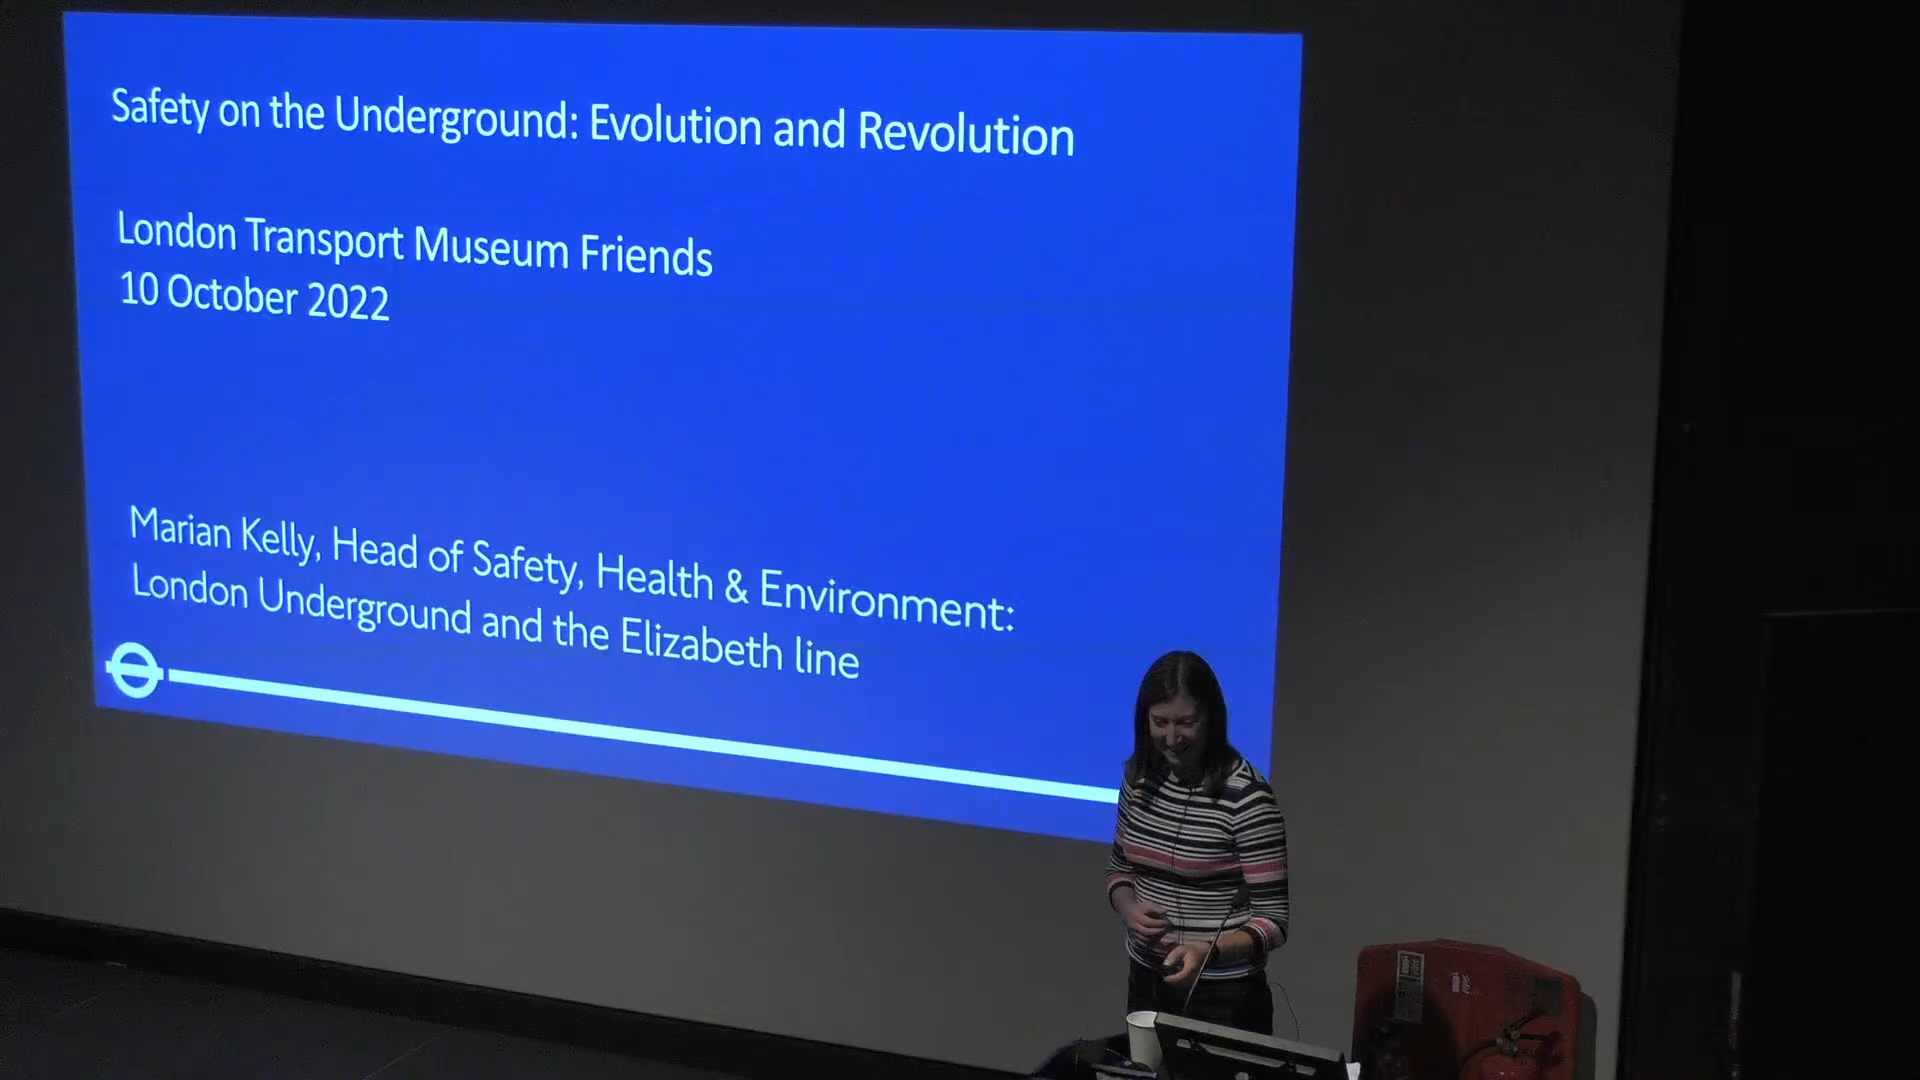 Safety on the Underground: Evolution and Revolution
London Transport Museum Friends
10 October 2022
Marian Kelly, Head of Safety, Health & Environment:
London Underground and the Elizabeth line